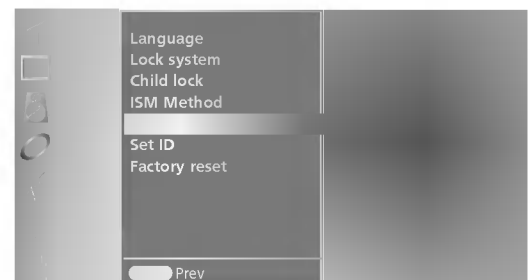 Language
Lock system
Child lock
ISM Method
Set ID
Factory reset
Prev